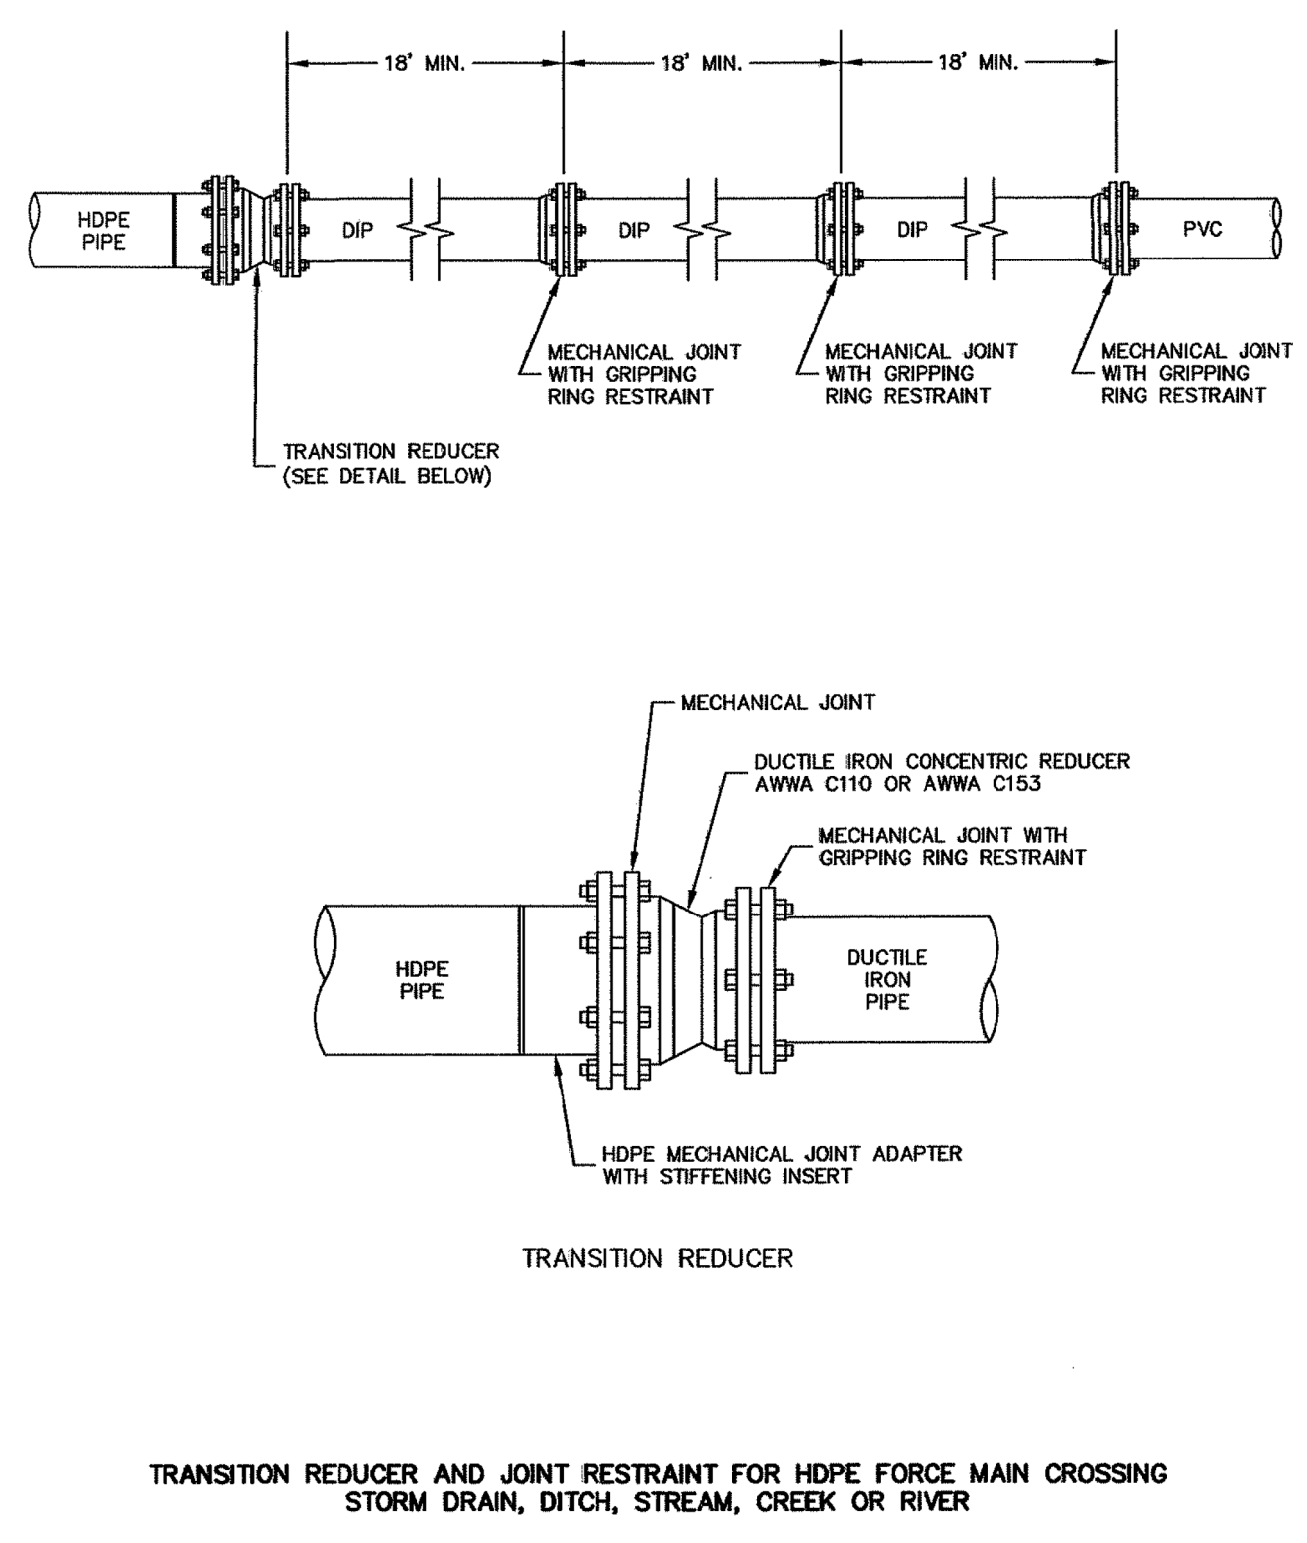 18' MIN.
18' MIN.
18' MIN.
HDPE
PIPE
DIP
DIP
DIP
PVC
MECHANICAL JOINT
WITH GRIPPING
RING RESTRAINT
MECHANICAL JOINT
WITH GRIPPING
RING RESTRAINT
MECHANICAL JOINT
WITH GRIPPING
RING RESTRAINT
TRANSITION REDUCER
(SEE DETAIL BELOW)
MECHANICAL JOINT
DUCTILE IRON CONCENTRIC REDUCER
AWWA C110 OR AWWA C153
MECHANICAL JOINT WITH
GRIPPING RING RESTRAINT
HDPE
PIPE
DUCTILE
IRON
PIPE
HDPE MECHANICAL JOINT ADAPTER
WITH STIFFENING INSERT
TRANSITION REDUCER
TRANSITION REDUCER AND JOINT RESTRAINT FOR HDPE FORCE MAIN CROSSING
STORM DRAIN, DITCH, STREAM, CREEK OR RIVER